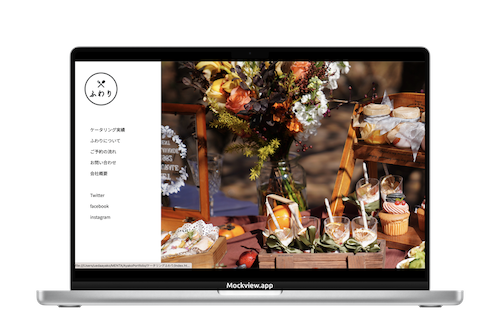 ふわり
ケータリング実績
ふわりについて
ご予約の流れ
お問い合わせ
会社概要
Twitter
facebook
instagram
Mockview.app